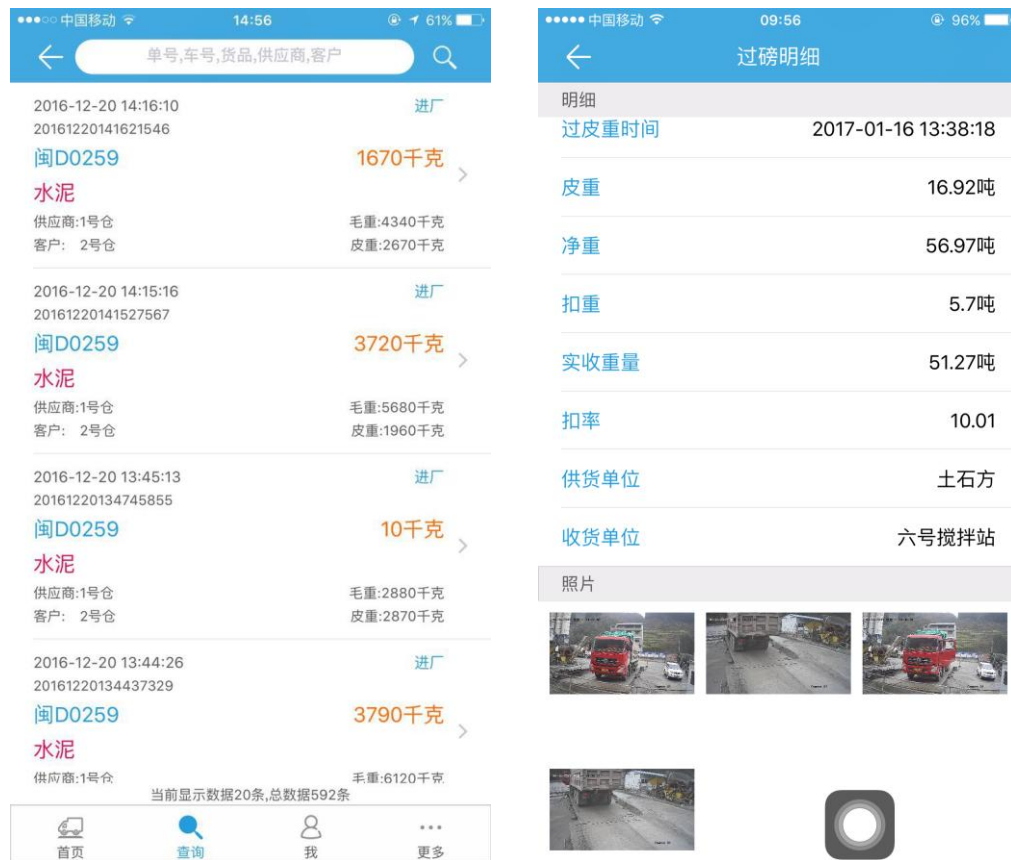 中国移动 14:56 61%
单号,车号,货品,供应商,客户
2016-12-20 14:16:10 进厂
20161220141621546
闽D0259 1670千克
水泥
供应商:1号仓 毛重:4340千克
客户: 2号仓 皮重:2670千克
2016-12-20 14:15:16 进厂
20161220141527567
闽D0259 3720千克
水泥
供应商:1号仓 毛重:5680千克
客户: 2号仓 皮重:1960千克
2016-12-20 13:45:13 进厂
20161220134745855
闽D0259 10千克
水泥
供应商:1号仓 毛重:2880千克
客户: 2号仓 皮重:2870千克
2016-12-20 13:44:26 进厂
20161220134437329
闽D0259 3790千克
水泥
供应商:1号仓 毛重:6120千克
当前显示数据20条,总数据592条
首页 查询 我 更多
中国移动 09:56 96%
过磅明细
明细
过皮重时间 2017-01-16 13:38:18
皮重 16.92吨
净重 56.97吨
扣重 5.7吨
实收重量 51.27吨
扣率 10.01
供货单位 土石方
收货单位 六号搅拌站
照片